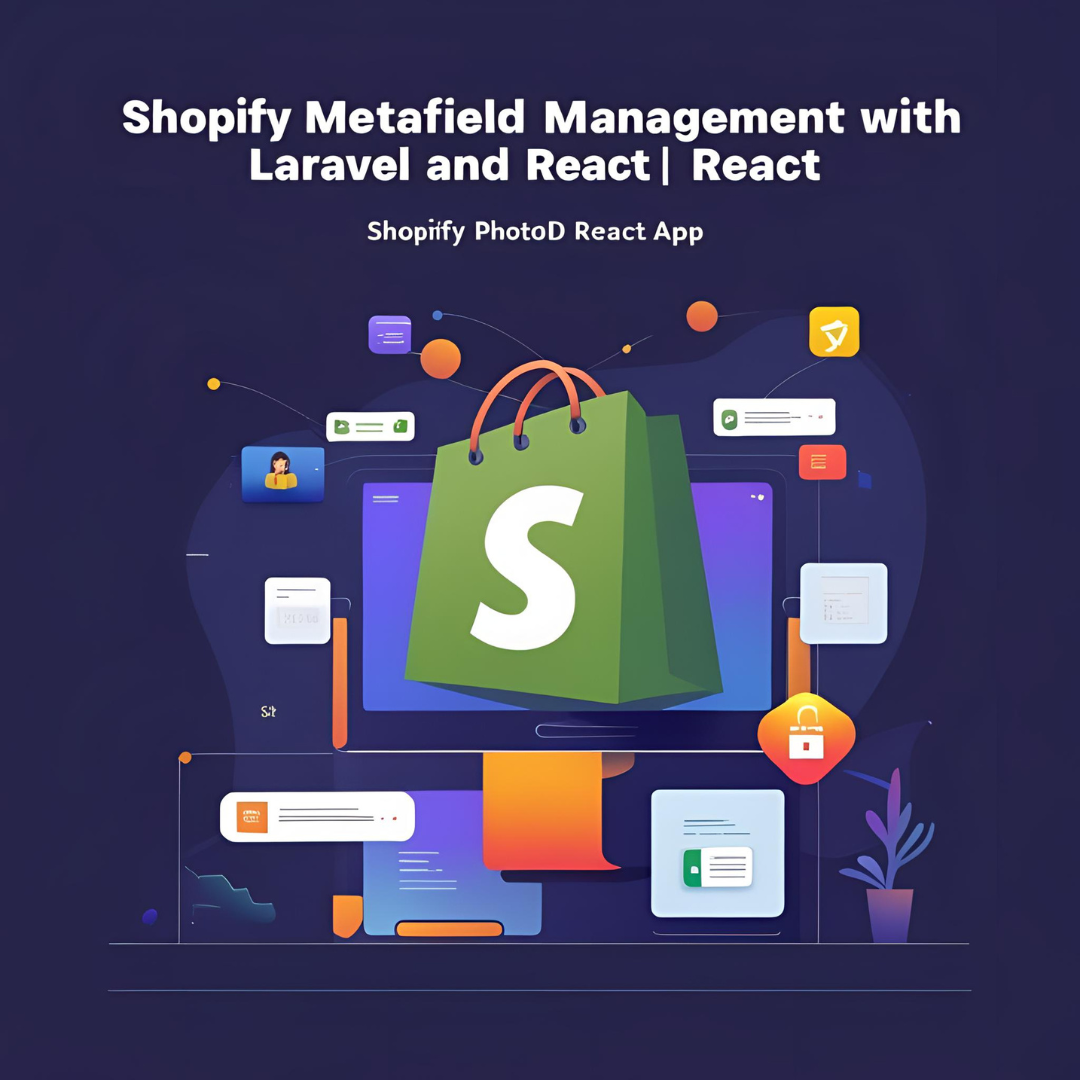 Shopify Metafield Management with
Laravel and React| React
Shopiify PhotoD React App
S